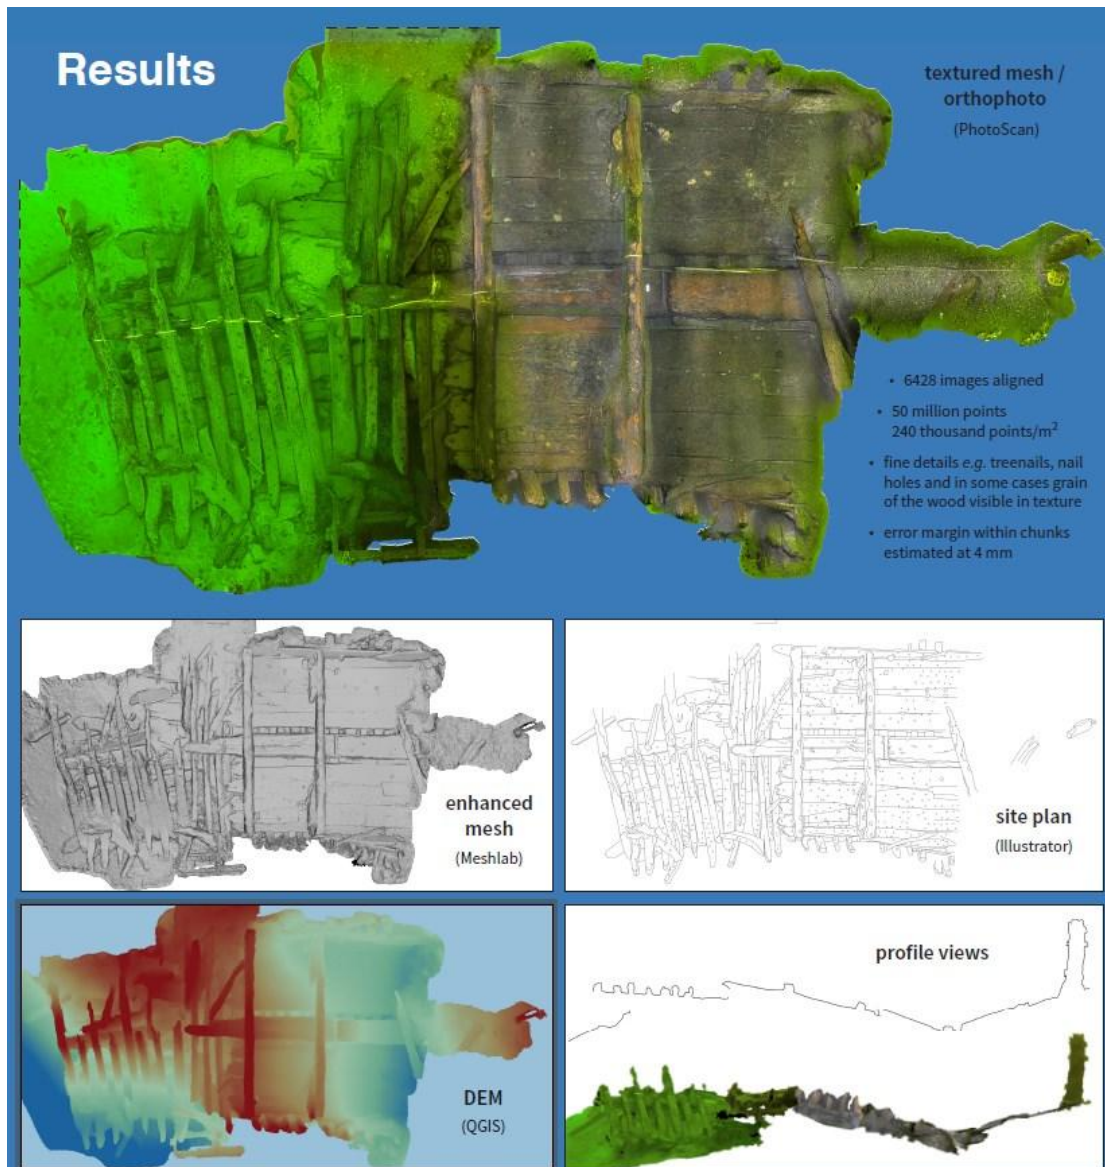 Results
textured mesh /
orthophoto
(PhotoScan)
• 6428 images aligned
• 50 million points
240 thousand points/m²
• fine details e.g. treenails, nail
holes and in some cases grain
of the wood visible in texture
• error margin within chunks
estimated at 4 mm
enhanced
mesh
(Meshlab)
site plan
(Illustrator)
DEM
(QGIS)
profile views